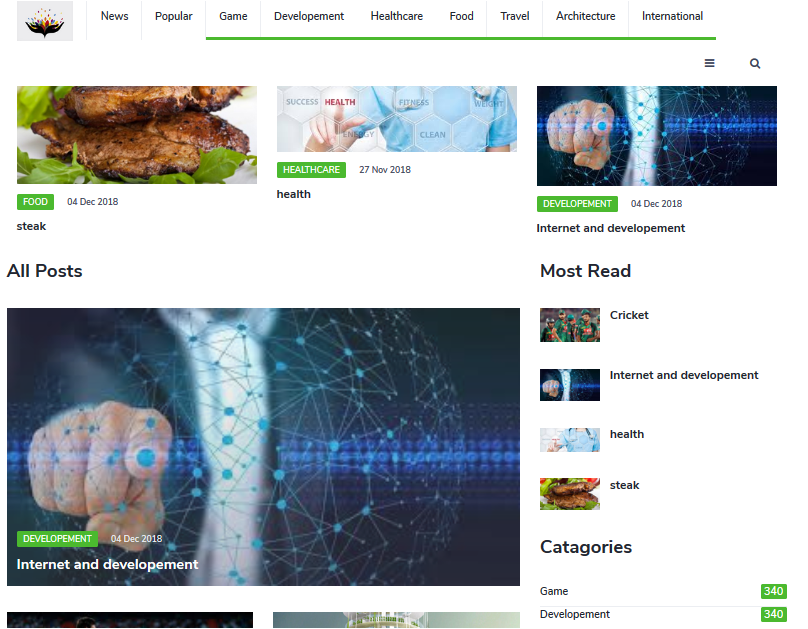 News Popular Game Developement Healthcare Food Travel Architecture International
SUCCESS HEALTH FITNESS WEIGHT
ENERGY CLEAN
FOOD 04 Dec 2018
steak
HEALTHCARE 27 Nov 2018
health
DEVELOPEMENT 04 Dec 2018
Internet and developement
All Posts
DEVELOPEMENT 04 Dec 2018
Internet and developement
Most Read
Cricket
Internet and developement
health
steak
Catagories
Game 340
Developement 340